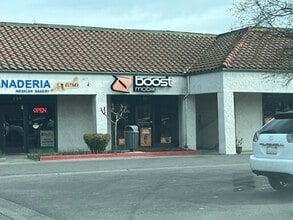 NADERIA
MEXICAN BAKERY
OPEN
boost
mobile